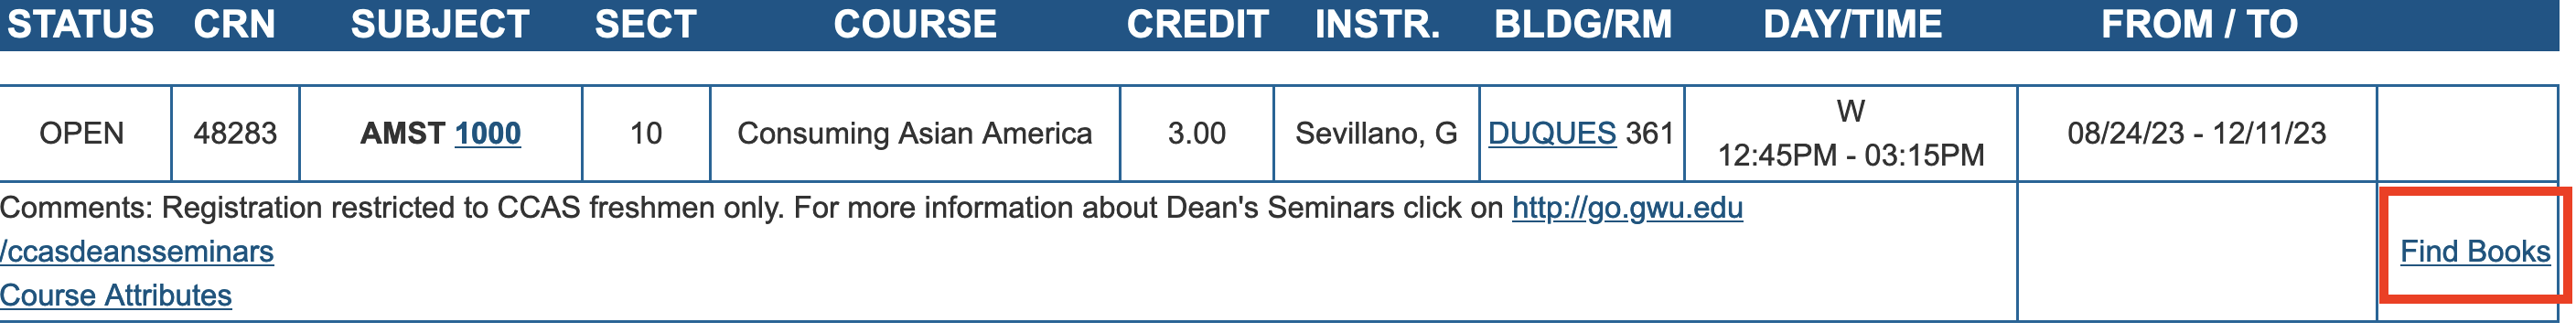 STATUS CRN SUBJECT SECT COURSE CREDIT INSTR. BLDG/RM DAY/TIME FROM / TO
OPEN 48283 AMST 1000 10 Consuming Asian America 3.00 Sevillano, G DUQUES 361 W 08/24/23 - 12/11/23
12:45PM - 03:15PM
Comments: Registration restricted to CCAS freshmen only. For more information about Dean's Seminars click on http://go.gwu.edu
/ccasdeansseminars
Find Books
Course Attributes